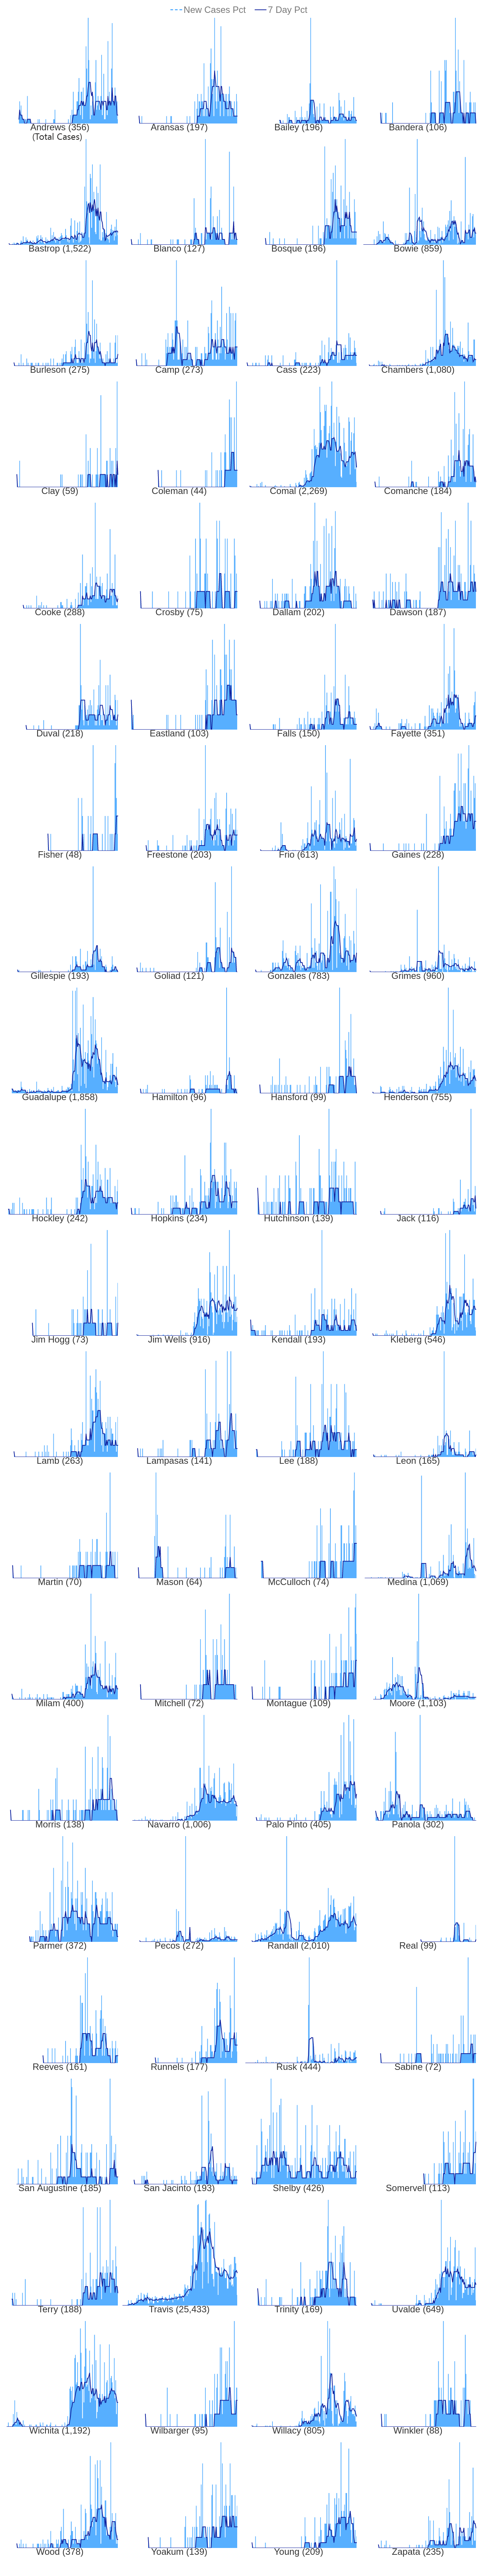 New Cases Pct 7 Day Pct
Andrews (356) Aransas (197) Bailey (196) Bandera (106)
(Total Cases)
Bastrop (1,522) Blanco (127) Bosque (196) Bowie (859)
Burleson (275) Camp (273) Cass (223) Chambers (1,080)
Clay (59) Coleman (44) Comal (2,269) Comanche (184)
Cooke (288) Crosby (75) Dallam (202) Dawson (187)
Duval (218) Eastland (103) Falls (150) Fayette (351)
Fisher (48) Freestone (203) Frio (613) Gaines (228)
Gillespie (193) Goliad (121) Gonzales (783) Grimes (960)
Guadalupe (1,858) Hamilton (96) Hansford (99) Henderson (755)
Hockley (242) Hopkins (234) Hutchinson (139) Jack (116)
Jim Hogg (73) Jim Wells (916) Kendall (193) Kleberg (546)
Lamb (263) Lampasas (141) Lee (188) Leon (165)
Martin (70) Mason (64) McCulloch (74) Medina (1,069)
Milam (400) Mitchell (72) Montague (109) Moore (1,103)
Morris (138) Navarro (1,006) Palo Pinto (405) Panola (302)
Parmer (372) Pecos (272) Randall (2,010) Real (99)
Reeves (161) Runnels (177) Rusk (444) Sabine (72)
San Augustine (185) San Jacinto (193) Shelby (426) Somervell (113)
Terry (188) Travis (25,433) Trinity (169) Uvalde (649)
Wichita (1,192) Wilbarger (95) Willacy (805) Winkler (88)
Wood (378) Yoakum (139) Young (209) Zapata (235)